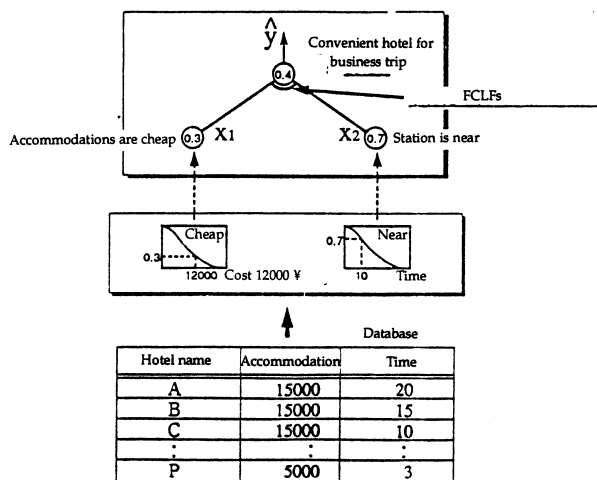 ŷ
Convenient hotel for
business trip
0.4
FCLFs
Accommodations are cheap 0.3 X1 X2 0.7 Station is near
Cheap Near
0.3 0.7
12000 Cost 12000 ¥ 10 Time
Database
Hotel name Accommodation Time
A 15000 20
B 15000 15
C 15000 10
: : :
P 5000 3